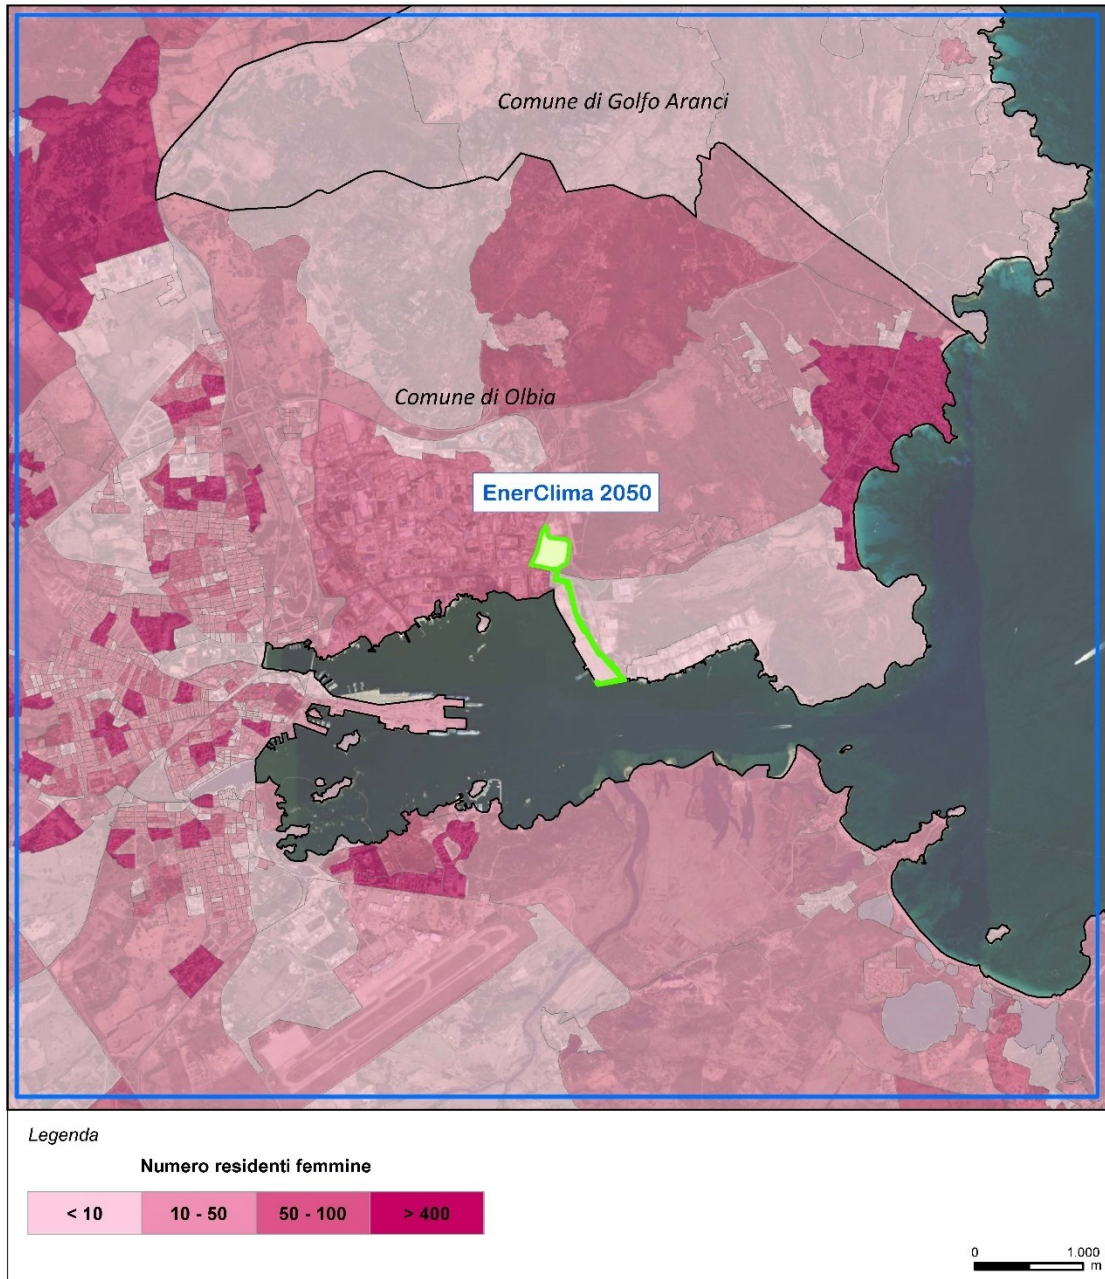 Comune di Golfo Aranci
Comune di Olbia
EnerClima 2050
Legenda
Numero residenti femmine
< 10
10 - 50
50 - 100
> 400
0 1.000
m